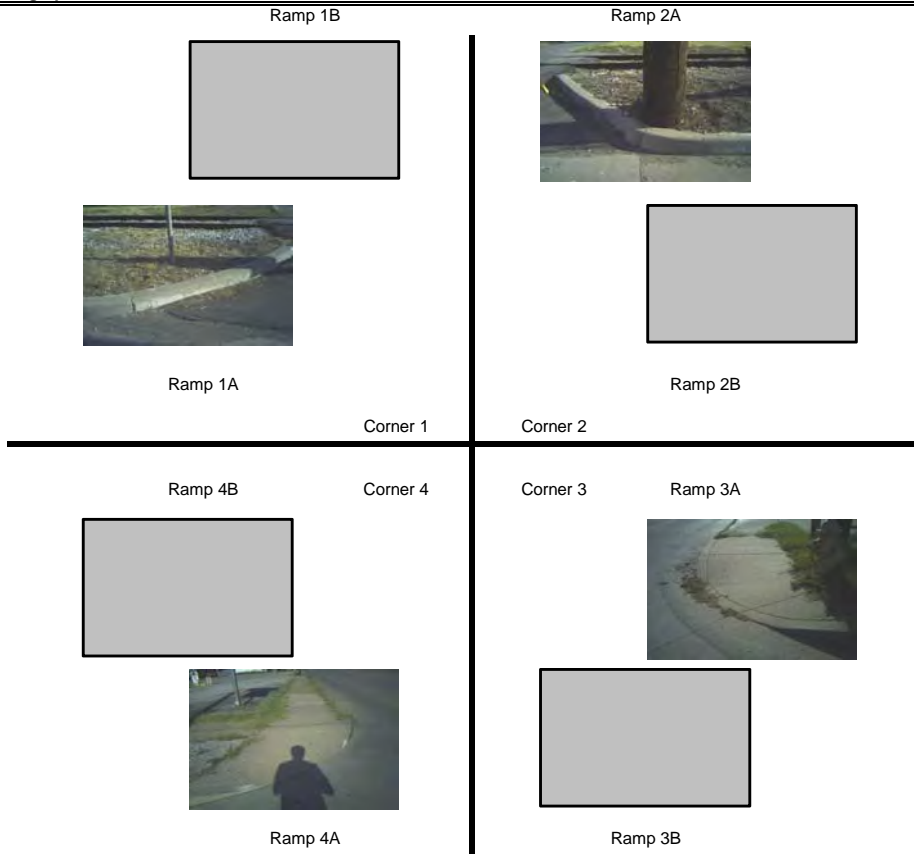 Ramp 1B Ramp 2A
Ramp 1A Ramp 2B
Corner 1 Corner 2
Ramp 4B Corner 4 Corner 3 Ramp 3A
Ramp 4A Ramp 3B